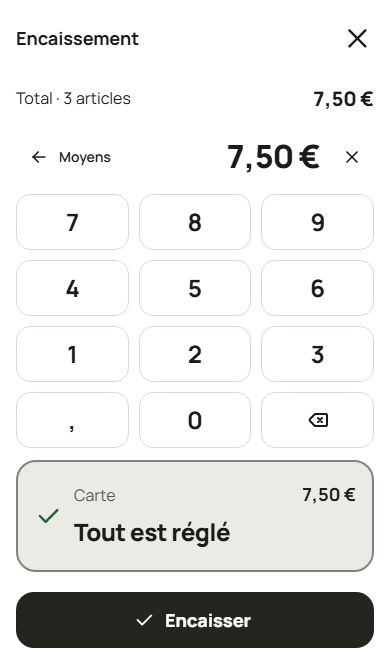 Encaissement
Total · 3 articles 7,50 €
Moyens 7,50 €
7 8 9
4 5 6
1 2 3
, 0
Carte 7,50 €
Tout est réglé
Encaisser